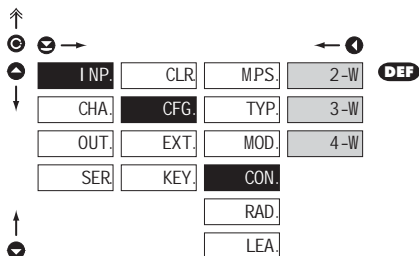 INP. CLR. MPS. 2-W DEF
CHA. CFG. TYP. 3-W
OUT. EXT. MOD. 4-W
SER. KEY. CON.
RAD.
LEA.